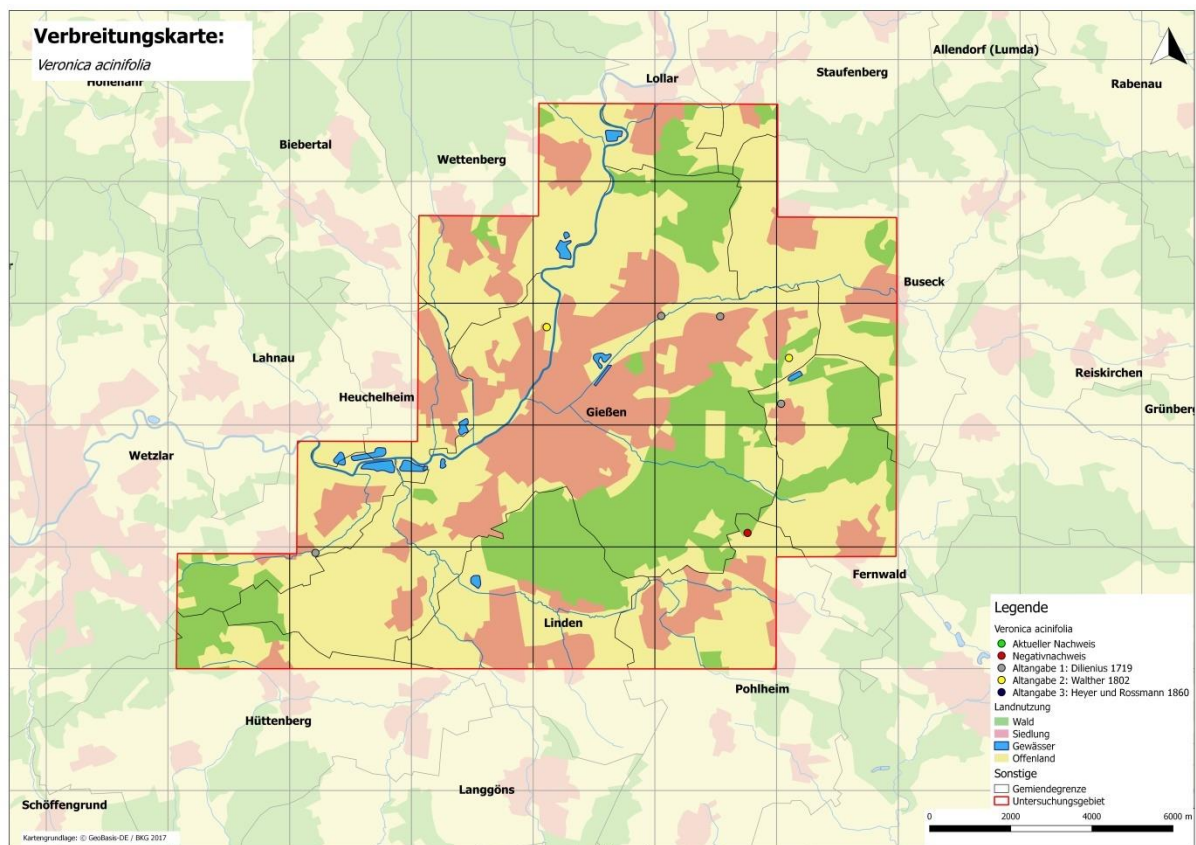 Verbreitungskarte:
Veronica acinifolia
Hohenahr
Biebertal
Wettenberg
Lollar
Staufenberg
Allendorf (Lumda)
Rabenau
Buseck
Lahnau
Heuchelheim
Gießen
Reiskirchen
Grünberg
Wetzlar
Fernwald
Linden
Pohlheim
Hüttenberg
Langgöns
Schöffengrund
Legende
Veronica acinifolia
Aktueller Nachweis
Negativnachweis
Altangabe 1: Dilienius 1719
Altangabe 2: Walther 1802
Altangabe 3: Heyer und Rossmann 1860
Landnutzung
Wald
Siedlung
Gewässer
Offenland
Sonstige
Gemiendegrenze
Untersuchungsgebiet
0 2000 4000 6000 m
Kartengrundlage: © GeoBasis-DE / BKG 2017